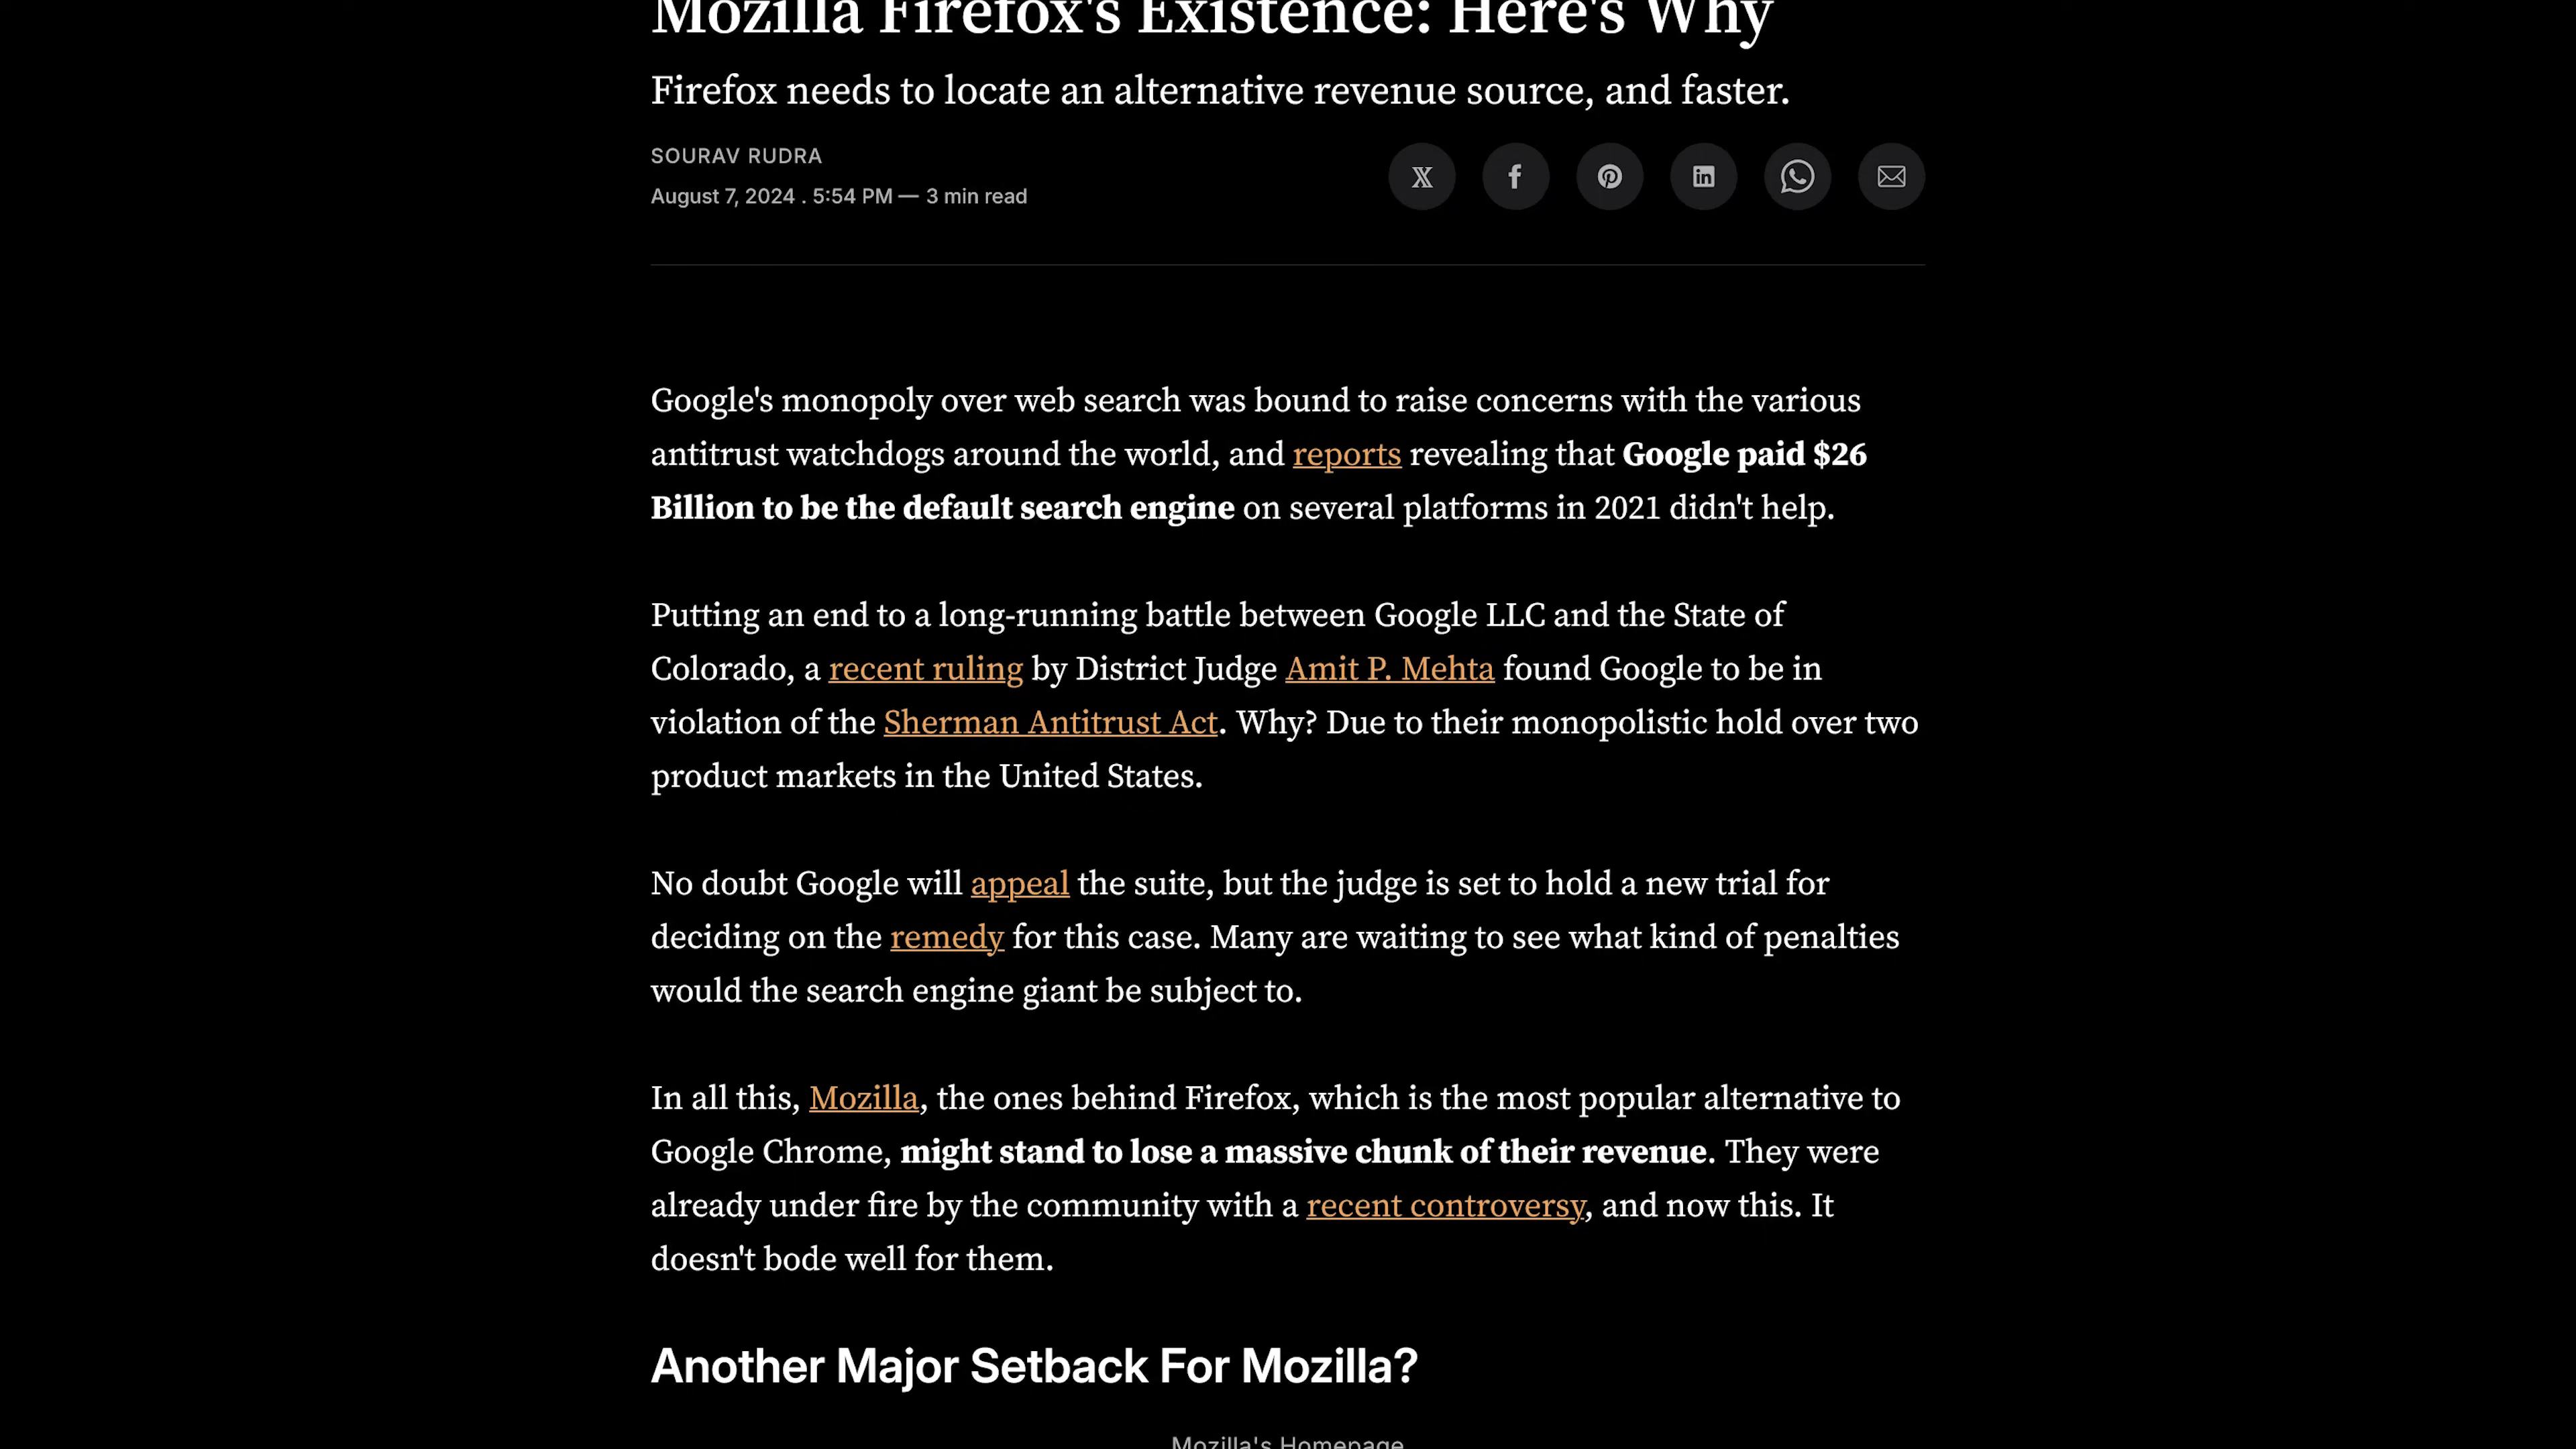 Mozilla Firefox's Existence: Here's Why
Firefox needs to locate an alternative revenue source, and faster.
SOURAV RUDRA
August 7, 2024 . 5:54 PM — 3 min read
Google's monopoly over web search was bound to raise concerns with the various
antitrust watchdogs around the world, and reports revealing that Google paid $26
Billion to be the default search engine on several platforms in 2021 didn't help.
Putting an end to a long-running battle between Google LLC and the State of
Colorado, a recent ruling by District Judge Amit P. Mehta found Google to be in
violation of the Sherman Antitrust Act. Why? Due to their monopolistic hold over two
product markets in the United States.
No doubt Google will appeal the suite, but the judge is set to hold a new trial for
deciding on the remedy for this case. Many are waiting to see what kind of penalties
would the search engine giant be subject to.
In all this, Mozilla, the ones behind Firefox, which is the most popular alternative to
Google Chrome, might stand to lose a massive chunk of their revenue. They were
already under fire by the community with a recent controversy, and now this. It
doesn't bode well for them.
Another Major Setback For Mozilla?
Mozilla's Homepage